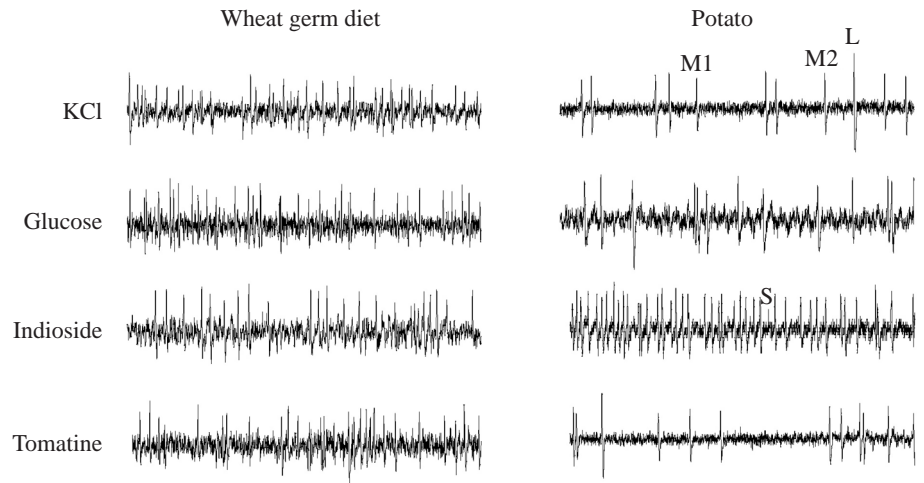 Wheat germ diet
Potato
L
M1
M2
KCl
Glucose
S
Indioside
Tomatine